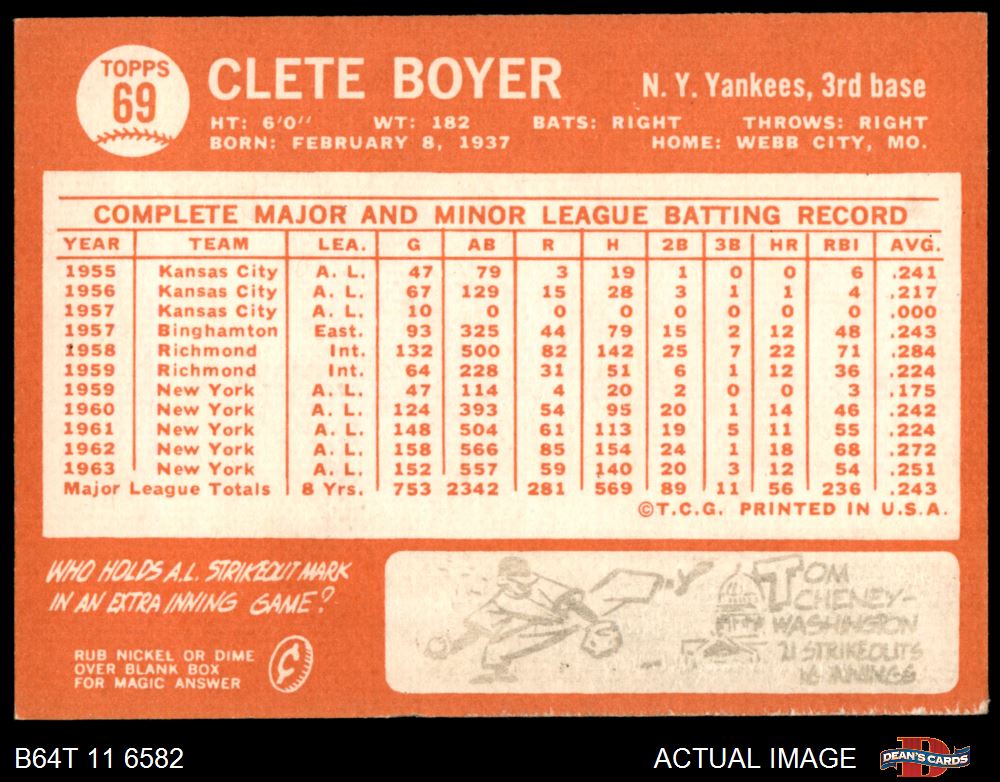 TOPPS
69
CLETE BOYER
N. Y. Yankees, 3rd base
HT: 6'0" WT: 182 BATS: RIGHT THROWS: RIGHT
BORN: FEBRUARY 8, 1937 HOME: WEBB CITY, MO.
COMPLETE MAJOR AND MINOR LEAGUE BATTING RECORD
YEAR TEAM LEA. G AB R H 2B 3B HR RBI AVG.
1955 Kansas City A. L. 47 79 3 19 1 0 0 6 .241
1956 Kansas City A. L. 67 129 15 28 3 1 1 4 .217
1957 Kansas City A. L. 10 0 0 0 0 0 0 0 .000
1957 Binghamton East. 93 325 44 79 15 2 12 48 .243
1958 Richmond Int. 132 500 82 142 25 7 22 71 .284
1959 Richmond Int. 64 228 31 51 6 1 12 36 .224
1959 New York A. L. 47 114 4 20 2 0 0 3 .175
1960 New York A. L. 124 393 54 95 20 1 14 46 .242
1961 New York A. L. 148 504 61 113 19 5 11 55 .224
1962 New York A. L. 158 566 85 154 24 1 18 68 .272
1963 New York A. L. 152 557 59 140 20 3 12 54 .251
Major League Totals 8 Yrs. 753 2342 281 569 89 11 56 236 .243
©T.C.G. PRINTED IN U.S.A.
WHO HOLDS A.L. STRIKEOUT MARK
IN AN EXTRA INNING GAME?
RUB NICKEL OR DIME
OVER BLANK BOX
FOR MAGIC ANSWER
TOM
CHENEY-
WASHINGTON
21 STRIKEOUTS
16 INNINGS
B64T 11 6582
ACTUAL IMAGE
DEAN'S CARDS